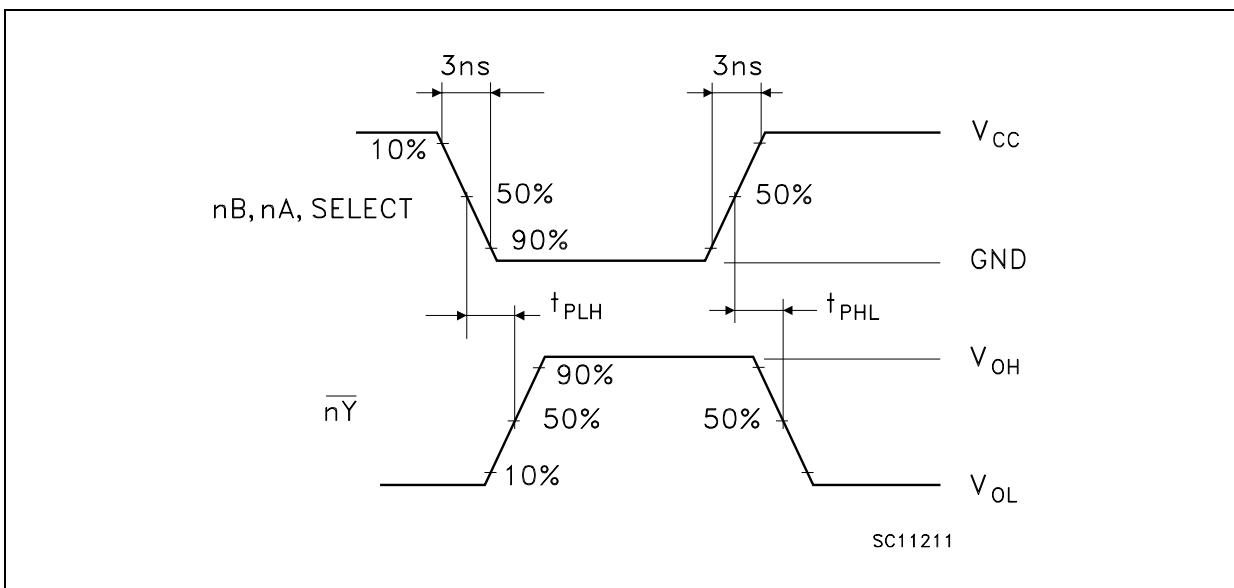 3ns 3ns
V_CC
10%
50% 50%
nB, nA, SELECT
90%
GND
t_PLH t_PHL
V_OH
90%
n̅Y̅
50% 50%
10%
V_OL
SC11211